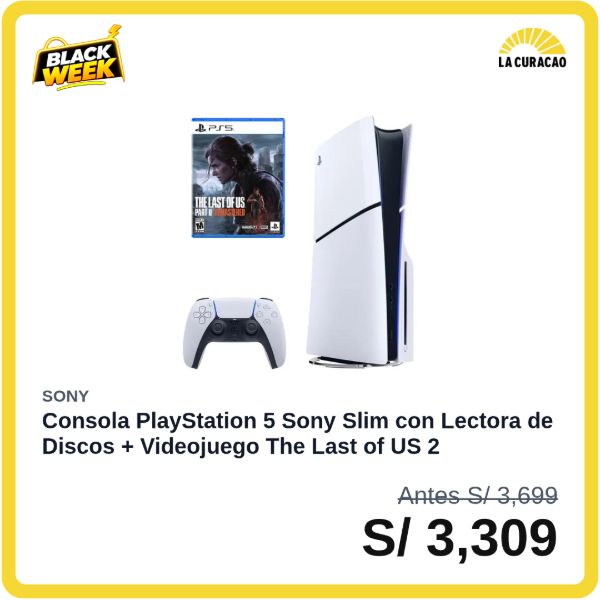 BLACK
WEEK
LA CURACAO
PS5
THE LAST OF US
PART II REMASTERED
SONY
Consola PlayStation 5 Sony Slim con Lectora de
Discos + Videojuego The Last of US 2
Antes S/ 3,699
S/ 3,309